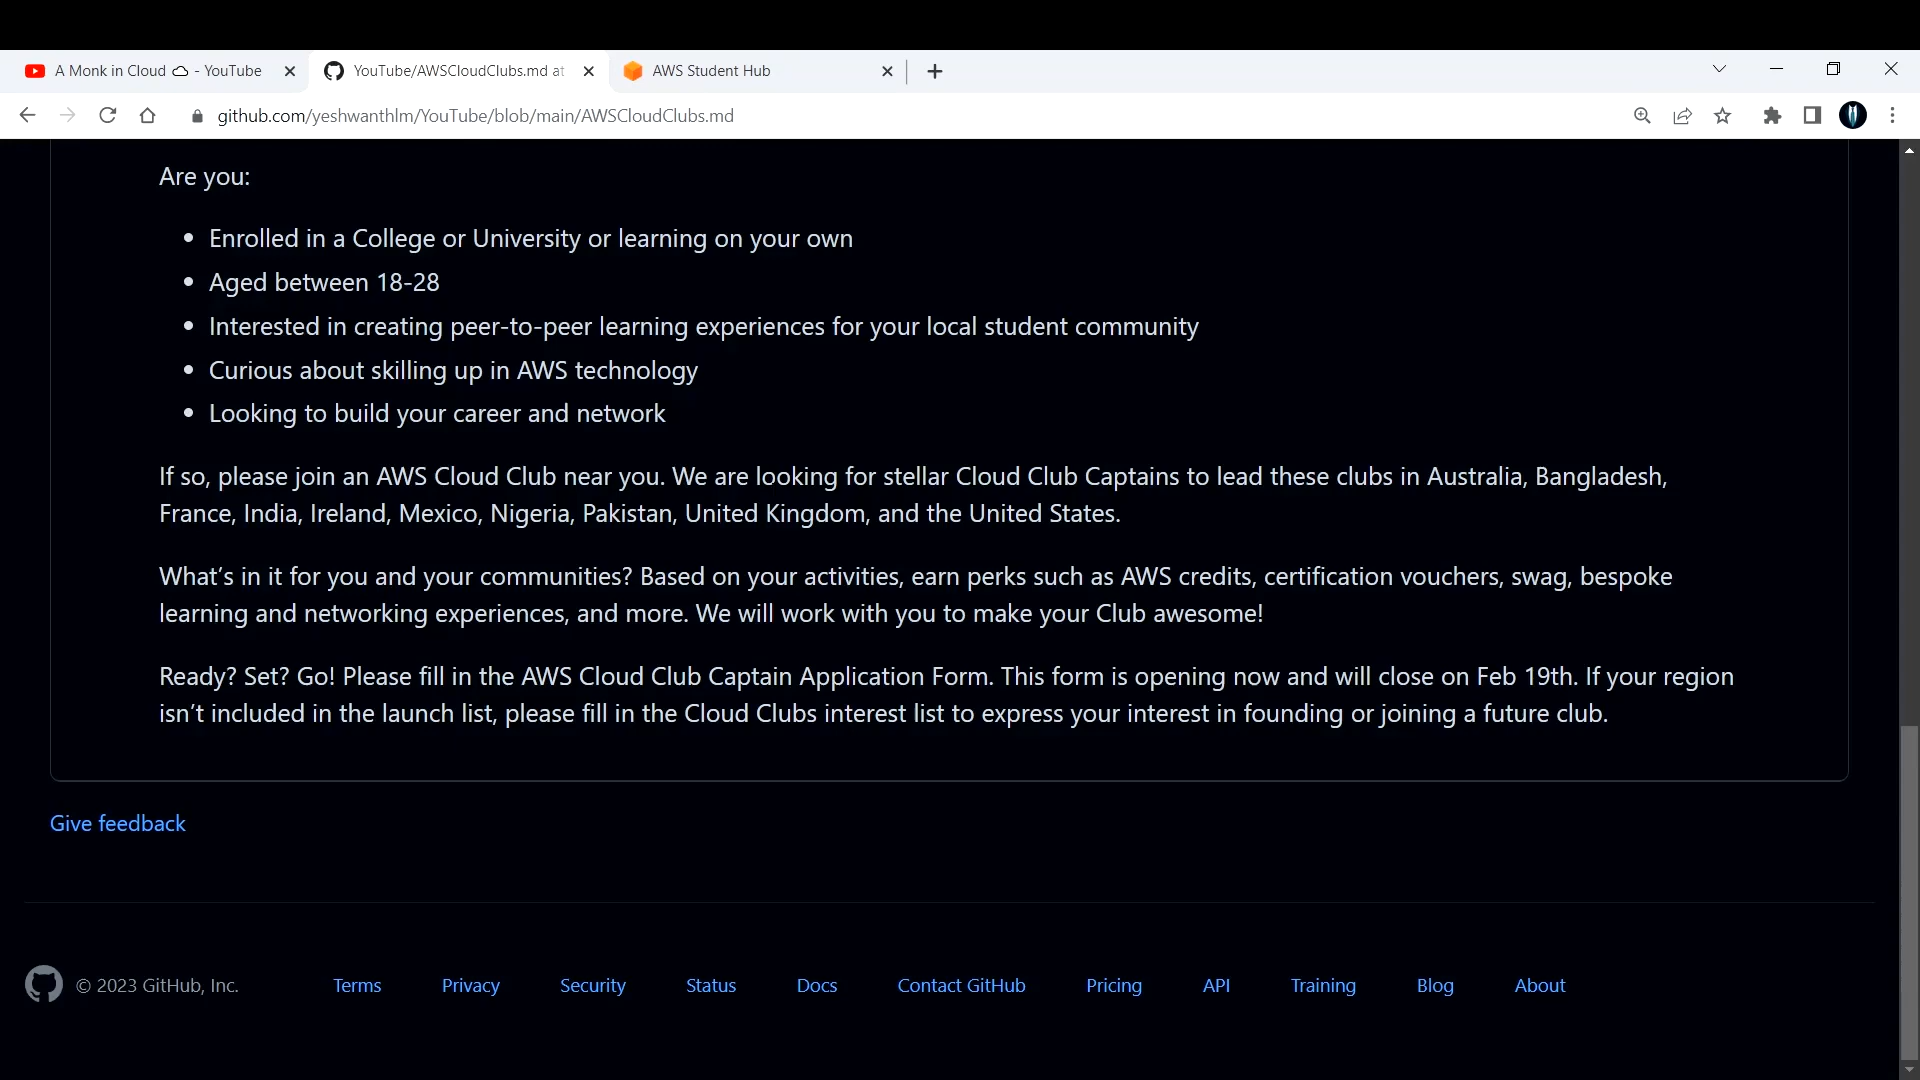 A Monk in Cloud - YouTube
YouTube/AWSCloudClubs.md at
AWS Student Hub
github.com/yeshwanthlm/YouTube/blob/main/AWSCloudClubs.md
Are you:
• Enrolled in a College or University or learning on your own
• Aged between 18-28
• Interested in creating peer-to-peer learning experiences for your local student community
• Curious about skilling up in AWS technology
• Looking to build your career and network
If so, please join an AWS Cloud Club near you. We are looking for stellar Cloud Club Captains to lead these clubs in Australia, Bangladesh,
France, India, Ireland, Mexico, Nigeria, Pakistan, United Kingdom, and the United States.
What’s in it for you and your communities? Based on your activities, earn perks such as AWS credits, certification vouchers, swag, bespoke
learning and networking experiences, and more. We will work with you to make your Club awesome!
Ready? Set? Go! Please fill in the AWS Cloud Club Captain Application Form. This form is opening now and will close on Feb 19th. If your region
isn’t included in the launch list, please fill in the Cloud Clubs interest list to express your interest in founding or joining a future club.
Give feedback
© 2023 GitHub, Inc. Terms Privacy Security Status Docs Contact GitHub Pricing API Training Blog About